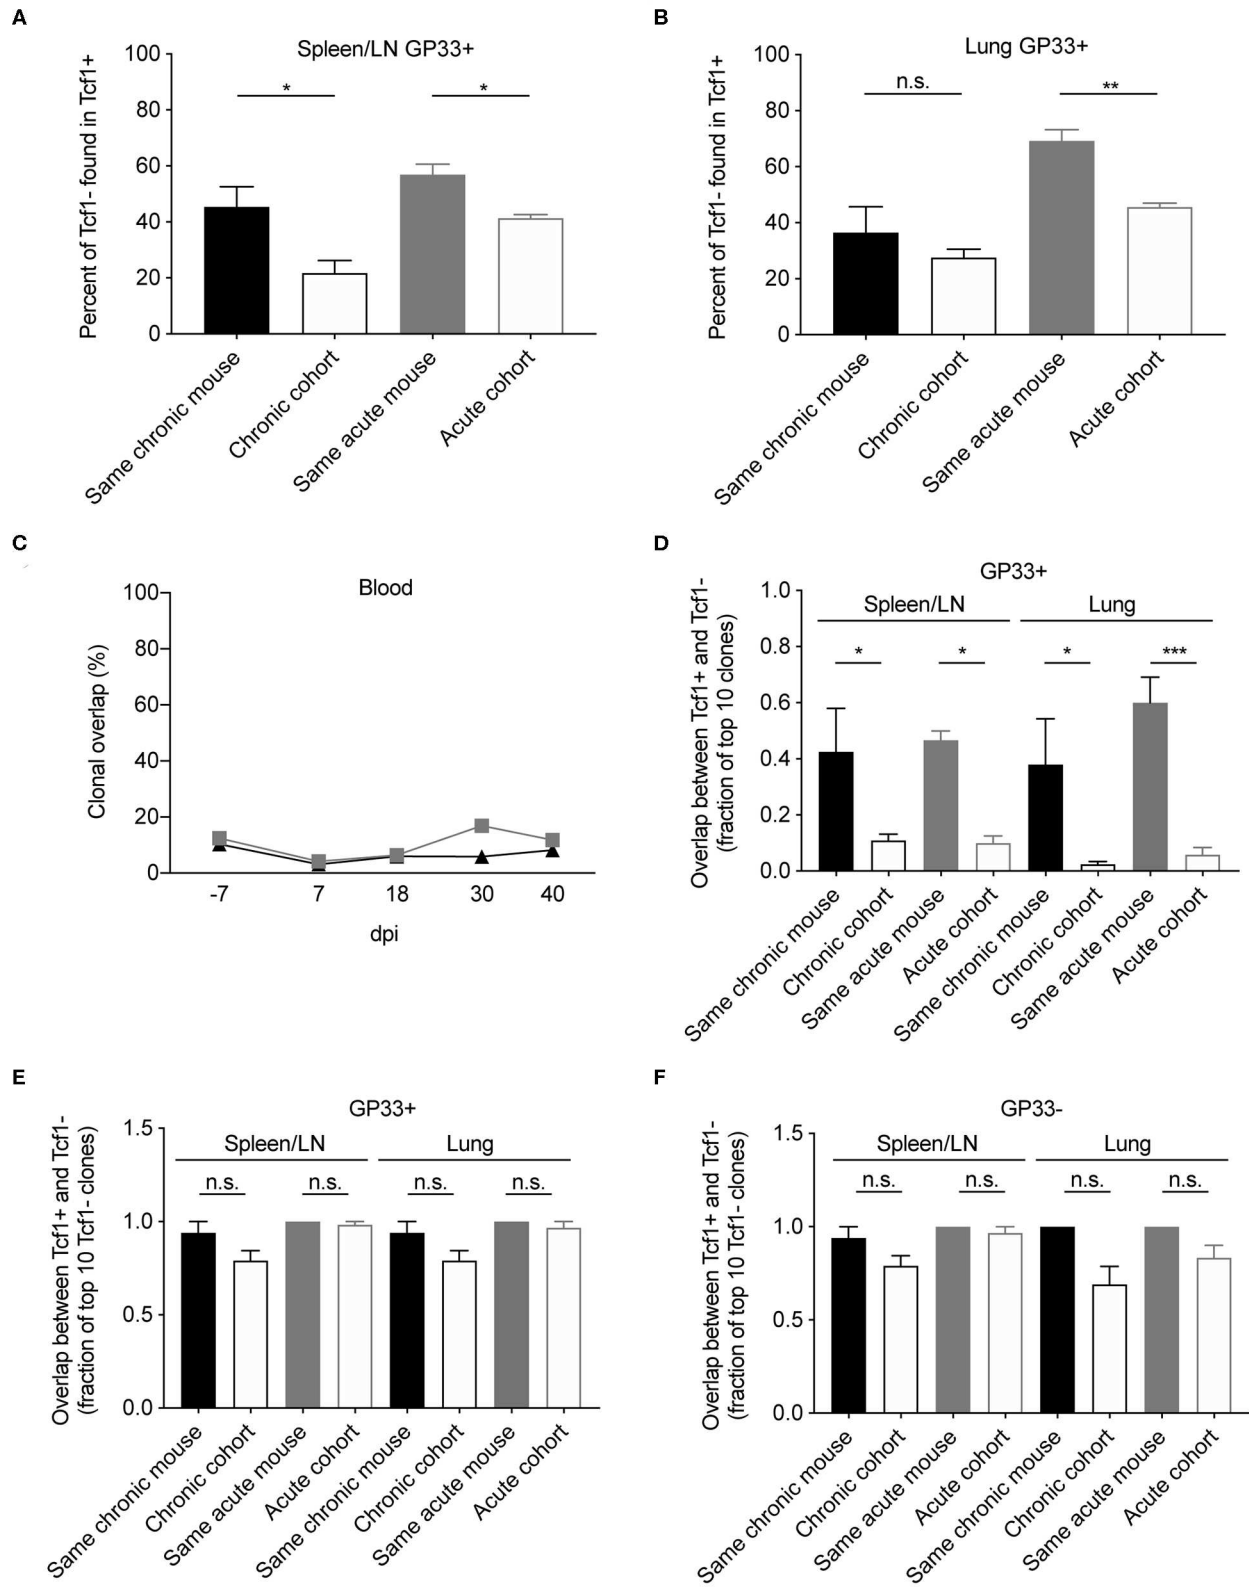 A
Spleen/LN GP33+
Percent of Tcf1- found in Tcf1+
100
80
60
40
20
0
*
*
Same chronic mouse
Chronic cohort
Same acute mouse
Acute cohort
B
Lung GP33+
Percent of Tcf1- found in Tcf1+
100
80
60
40
20
0
n.s.
**
Same chronic mouse
Chronic cohort
Same acute mouse
Acute cohort
C
Blood
Clonal overlap (%)
100
80
60
40
20
0
-7 7 18 30 40
dpi
D
GP33+
Spleen/LN Lung
Overlap between Tcf1+ and Tcf1-
(fraction of top 10 clones)
1.0
0.8
0.6
0.4
0.2
0.0
* * * ***
Same chronic mouse
Chronic cohort
Same acute mouse
Acute cohort
Same chronic mouse
Chronic cohort
Same acute mouse
Acute cohort
E
GP33+
Spleen/LN Lung
Overlap between Tcf1+ and Tcf1-
(fraction of top 10 Tcf1- clones)
1.5
1.0
0.5
0.0
n.s. n.s. n.s. n.s.
Same chronic mouse
Chronic cohort
Same acute mouse
Acute cohort
Same chronic mouse
Chronic cohort
Same acute mouse
Acute cohort
F
GP33-
Spleen/LN Lung
Overlap between Tcf1+ and Tcf1-
(fraction of top 10 Tcf1- clones)
1.5
1.0
0.5
0.0
n.s. n.s. n.s. n.s.
Same chronic mouse
Chronic cohort
Same acute mouse
Acute cohort
Same chronic mouse
Chronic cohort
Same acute mouse
Acute cohort